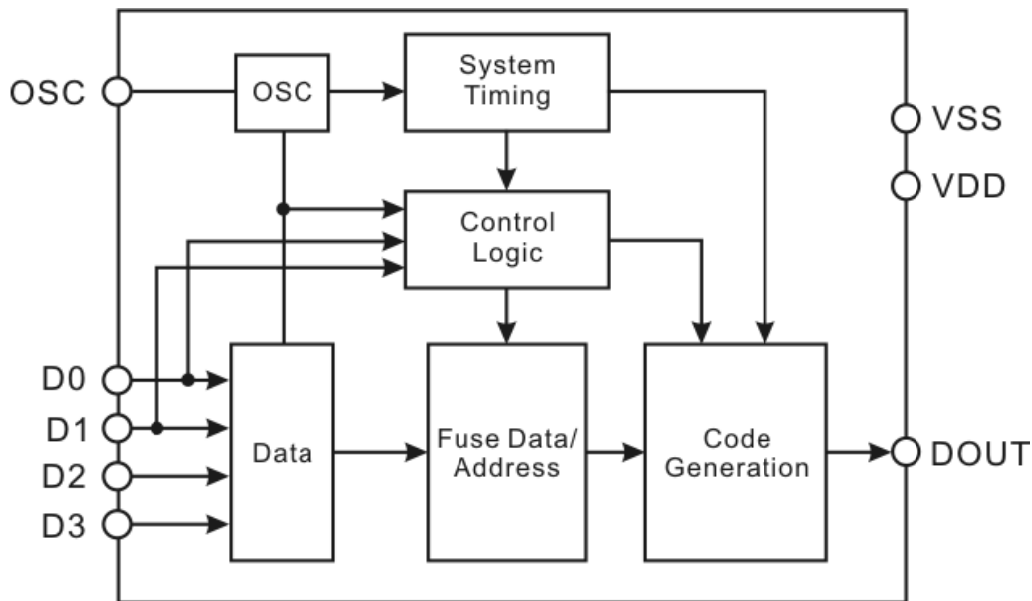 OSC
OSC
System
Timing
VSS
VDD
Control
Logic
D0
D1
D2
D3
Data
Fuse Data/
Address
Code
Generation
DOUT